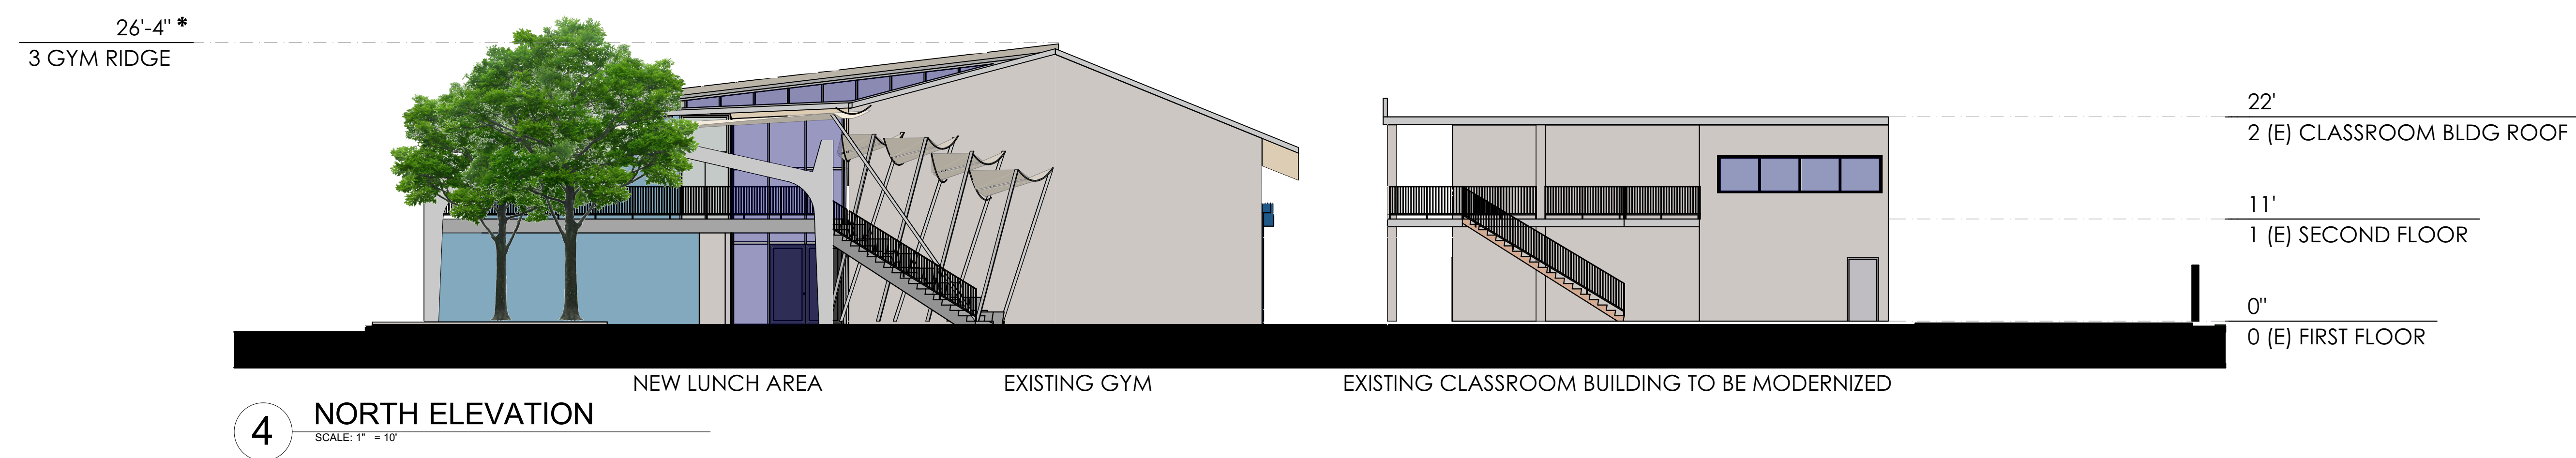 26'-4" *
3 GYM RIDGE
22'
2 (E) CLASSROOM BLDG ROOF
11'
1 (E) SECOND FLOOR
0"
0 (E) FIRST FLOOR
NEW LUNCH AREA
EXISTING GYM
EXISTING CLASSROOM BUILDING TO BE MODERNIZED
4
NORTH ELEVATION
SCALE: 1" = 10'